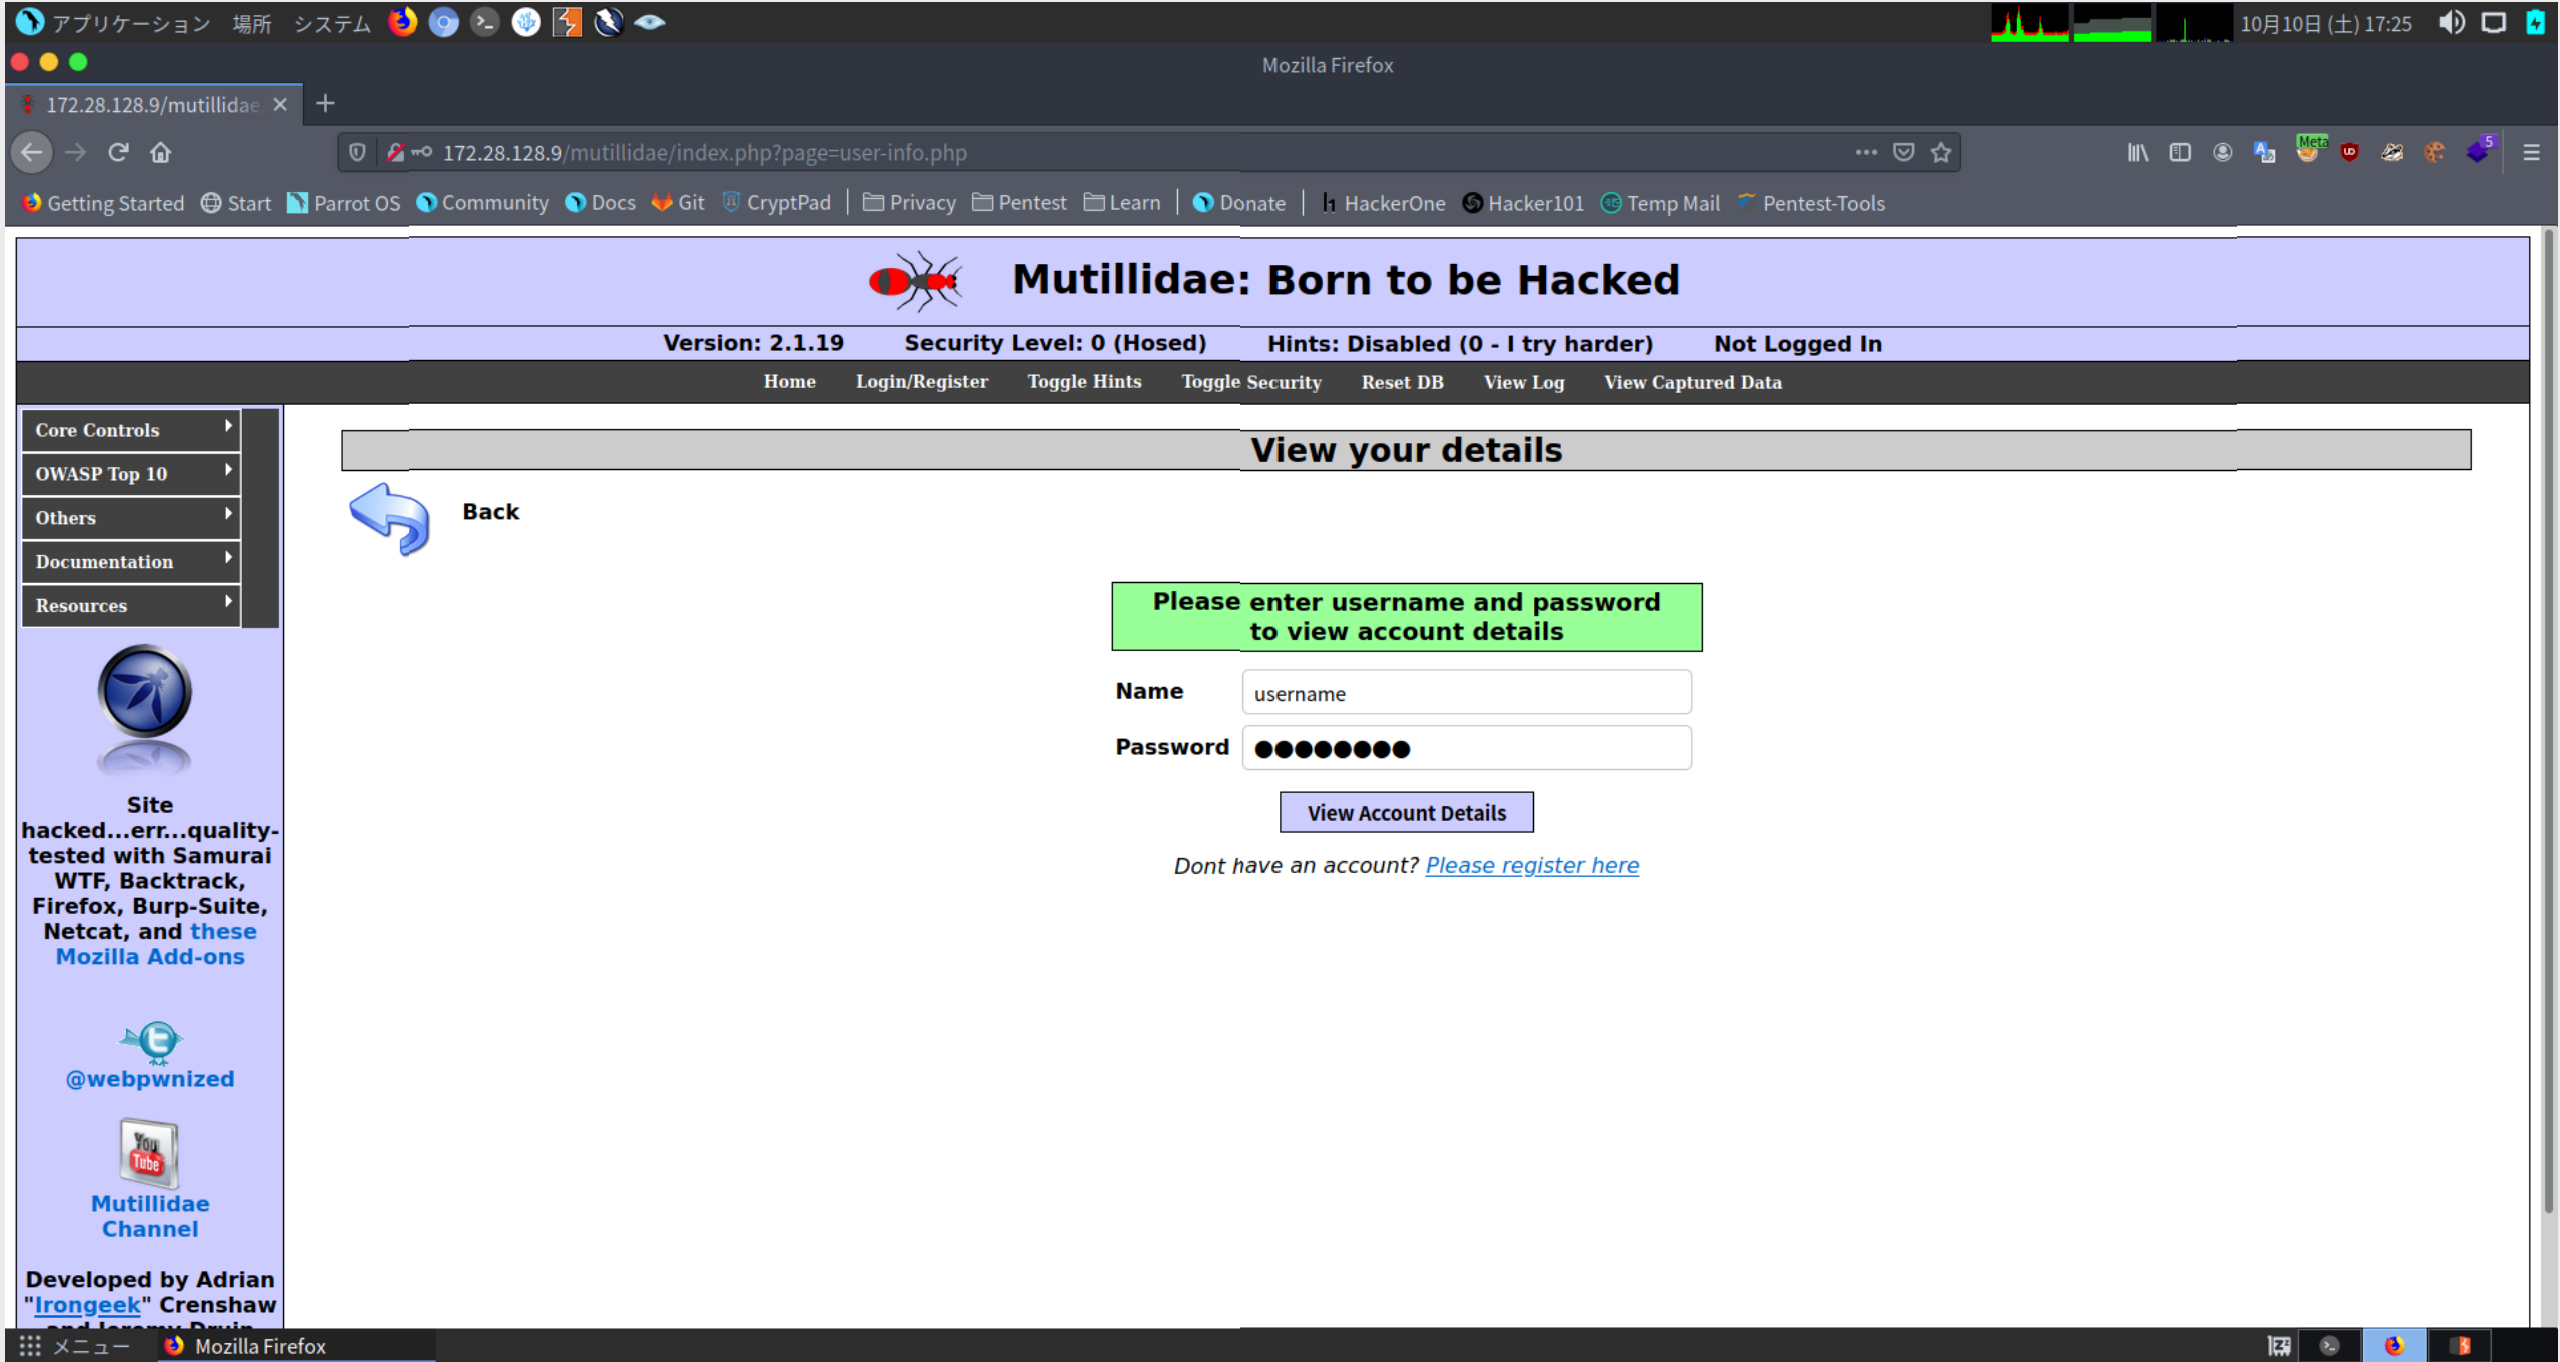 アプリケーション 場所 システム 10月10日 (土) 17:25
Mozilla Firefox
172.28.128.9/mutillidae
172.28.128.9/mutillidae/index.php?page=user-info.php
Meta
5
Getting Started Start Parrot OS Community Docs Git CryptPad Privacy Pentest Learn Donate HackerOne Hacker101 Temp Mail Pentest-Tools
Mutillidae: Born to be Hacked
Version: 2.1.19 Security Level: 0 (Hosed) Hints: Disabled (0 - I try harder) Not Logged In
Home Login/Register Toggle Hints Toggle Security Reset DB View Log View Captured Data
Core Controls
OWASP Top 10
Others
Documentation
Resources
Site
hacked...err...quality-
tested with Samurai
WTF, Backtrack,
Firefox, Burp-Suite,
Netcat, and these
Mozilla Add-ons
@webpwnized
You
Tube
Mutillidae
Channel
Developed by Adrian
"Irongeek" Crenshaw
View your details
Back
Please enter username and password
to view account details
Name username
Password ●●●●●●●●
View Account Details
Dont have an account? Please register here
メニュー Mozilla Firefox